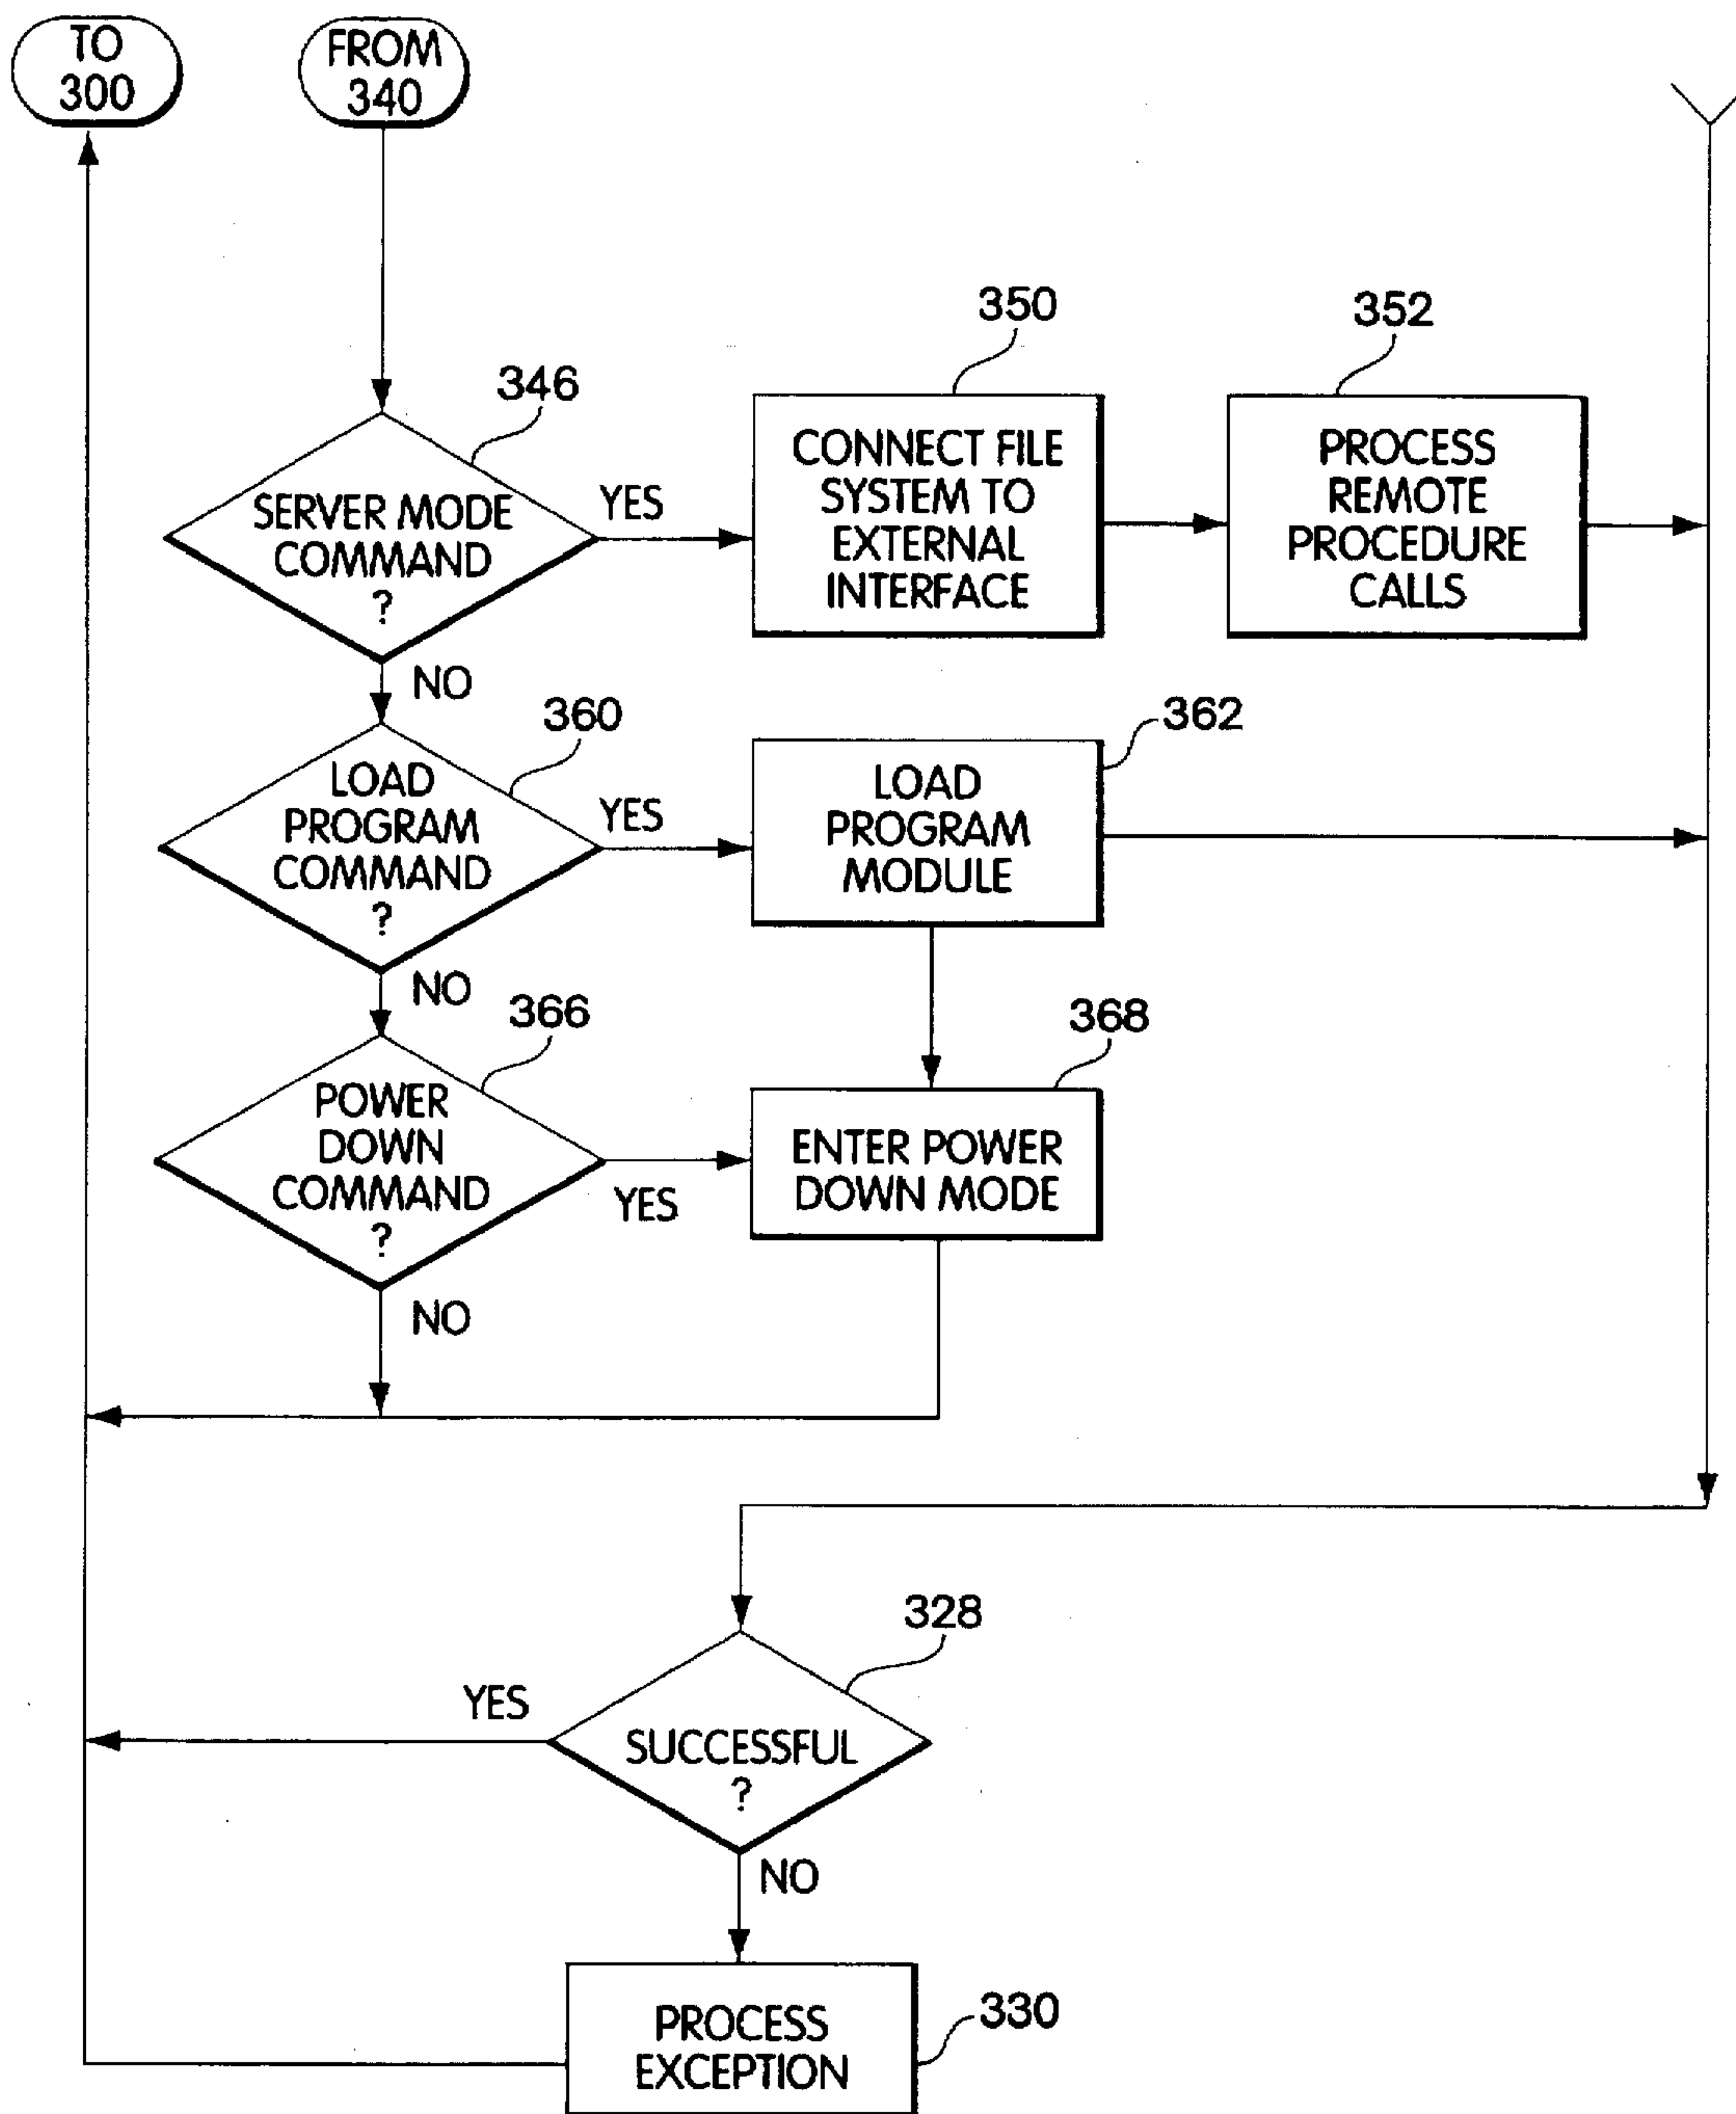 TO
300
FROM
340
350
352
346
SERVER MODE
COMMAND
?
YES
CONNECT FILE
SYSTEM TO
EXTERNAL
INTERFACE
PROCESS
REMOTE
PROCEDURE
CALLS
NO
360
LOAD
PROGRAM
COMMAND
?
YES
LOAD
PROGRAM
MODULE
362
NO
366
POWER
DOWN
COMMAND
?
YES
368
ENTER POWER
DOWN MODE
NO
328
YES
SUCCESSFUL
?
NO
PROCESS
EXCEPTION
330